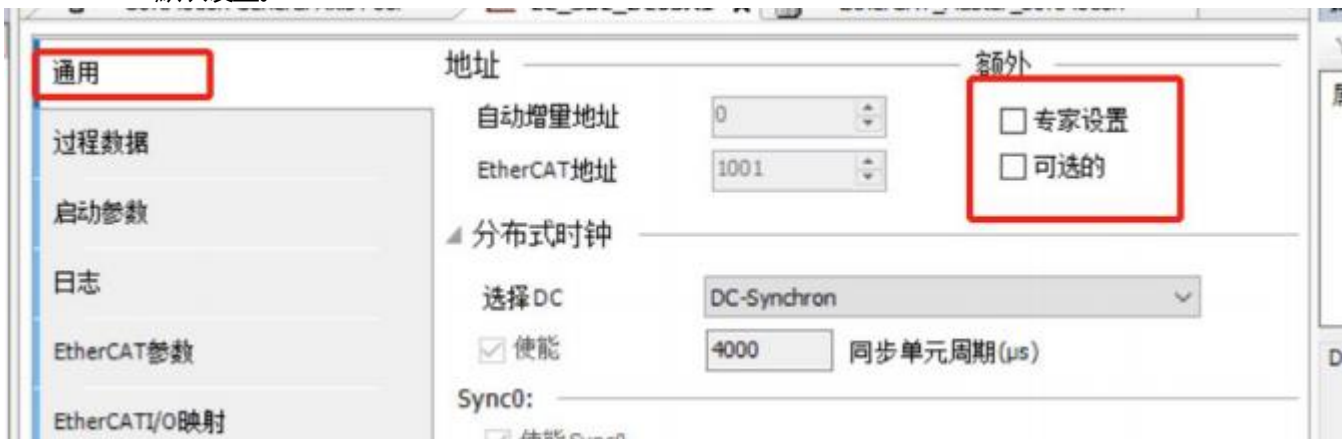 通用
过程数据
启动参数
日志
EtherCAT参数
EtherCATI/O映射
地址
额外
自动增量地址
0
专家设置
EtherCAT地址
1001
可选的
分布式时钟
选择DC
DC-Synchron
使能
4000
同步单元周期(μs)
Sync0: